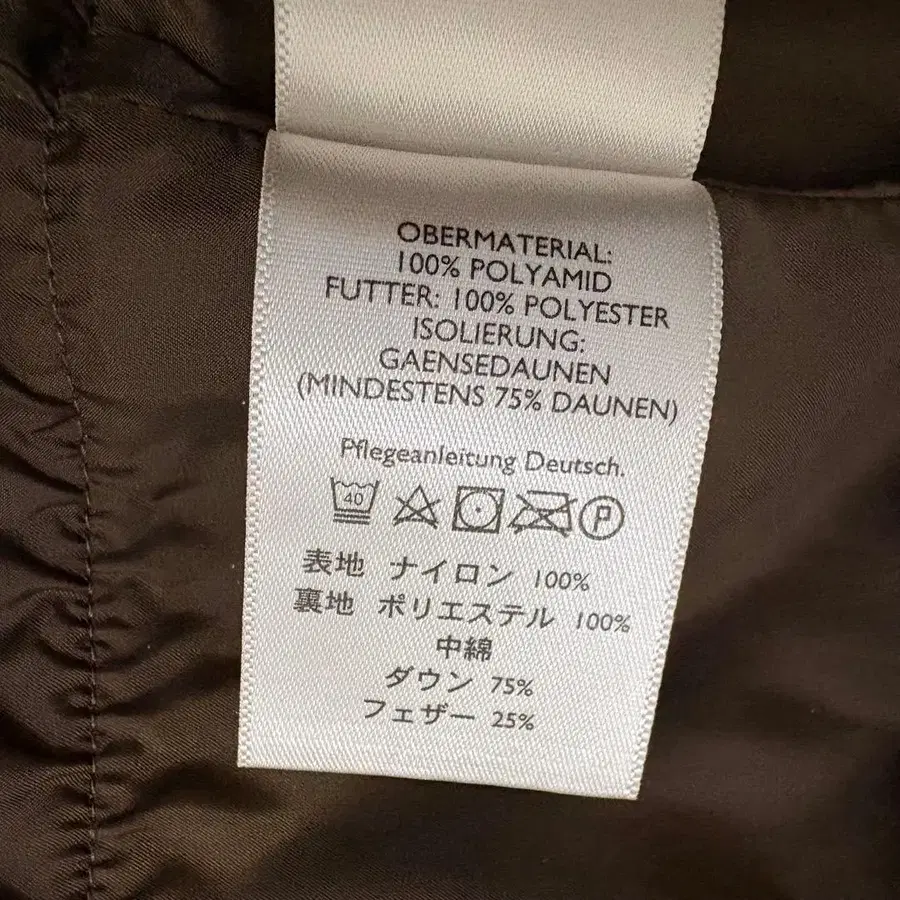 OBERMATERIAL:
100% POLYAMID
FUTTER: 100% POLYESTER
ISOLIERUNG:
GAENSEDAUNEN
(MINDESTENS 75% DAUNEN)
Pflegeanleitung Deutsch.
40 P
表地 ナイロン 100%
裏地 ポリエステル 100%
中綿
ダウン 75%
フェザー 25%